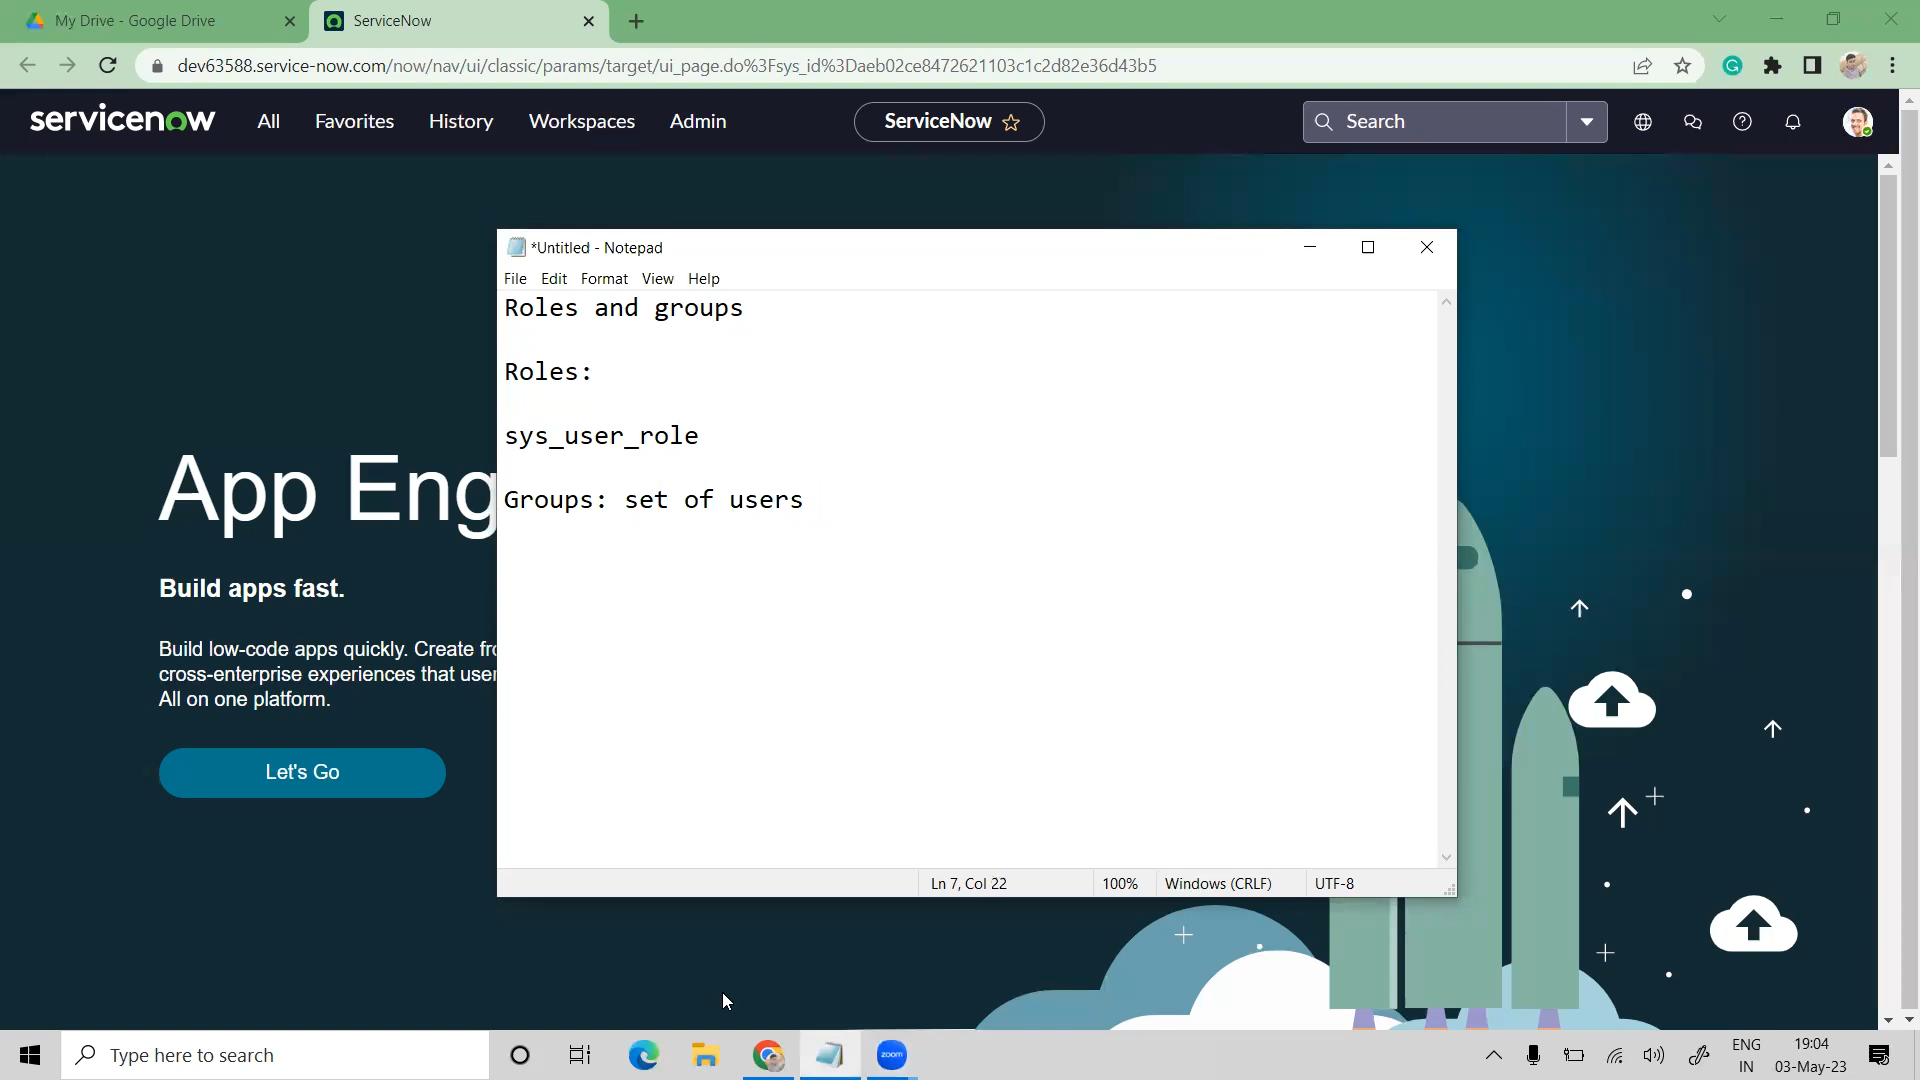 My Drive - Google Drive
ServiceNow
dev63588.service-now.com/now/nav/ui/classic/params/target/ui_page.do%3Fsys_id%3Daeb02ce8472621103c1c2d82e36d43b5
servicenow All Favorites History Workspaces Admin ServiceNow Search
*Untitled - Notepad
File Edit Format View Help
Roles and groups
Roles:
sys_user_role
Groups: set of users
App Eng
Build apps fast.
Build low-code apps quickly. Create fro
cross-enterprise experiences that user
All on one platform.
Let's Go
Ln 7, Col 22 100% Windows (CRLF) UTF-8
Type here to search
zoom
ENG
IN
19:04
03-May-23